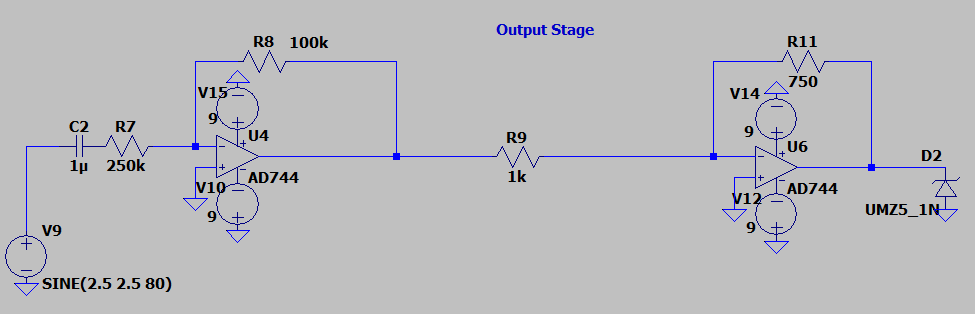 Output Stage
R8 100k
R11
750
V15
9
V14
9
C2
1µ
R7
250k
U4
AD744
R9
1k
U6
AD744
D2
UMZ5_1N
V10
9
V12
9
V9
SINE(2.5 2.5 80)